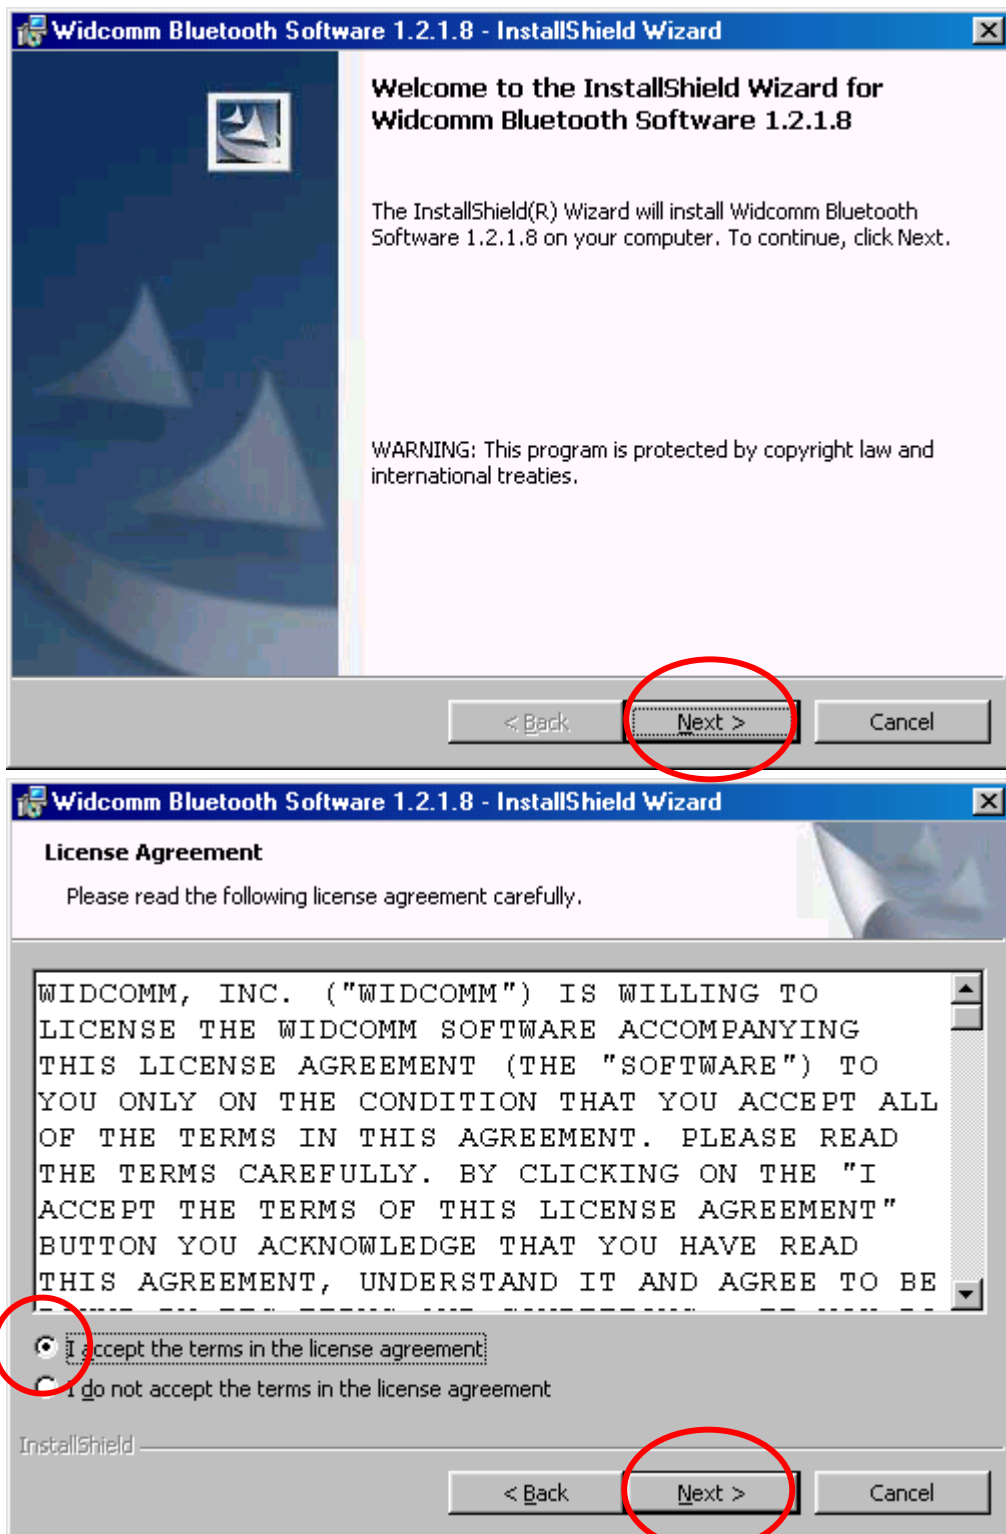 Widcomm Bluetooth Software 1.2.1.8 - InstallShield Wizard
Welcome to the InstallShield Wizard for
Widcomm Bluetooth Software 1.2.1.8
The InstallShield(R) Wizard will install Widcomm Bluetooth
Software 1.2.1.8 on your computer. To continue, click Next.
WARNING: This program is protected by copyright law and
international treaties.
< Back
Next >
Cancel
Widcomm Bluetooth Software 1.2.1.8 - InstallShield Wizard
License Agreement
Please read the following license agreement carefully.
WIDCOMM, INC. ("WIDCOMM") IS WILLING TO
LICENSE THE WIDCOMM SOFTWARE ACCOMPANYING
THIS LICENSE AGREEMENT (THE "SOFTWARE") TO
YOU ONLY ON THE CONDITION THAT YOU ACCEPT ALL
OF THE TERMS IN THIS AGREEMENT. PLEASE READ
THE TERMS CAREFULLY. BY CLICKING ON THE "I
ACCEPT THE TERMS OF THIS LICENSE AGREEMENT"
BUTTON YOU ACKNOWLEDGE THAT YOU HAVE READ
THIS AGREEMENT, UNDERSTAND IT AND AGREE TO BE
I accept the terms in the license agreement
I do not accept the terms in the license agreement
InstallShield
< Back
Next >
Cancel